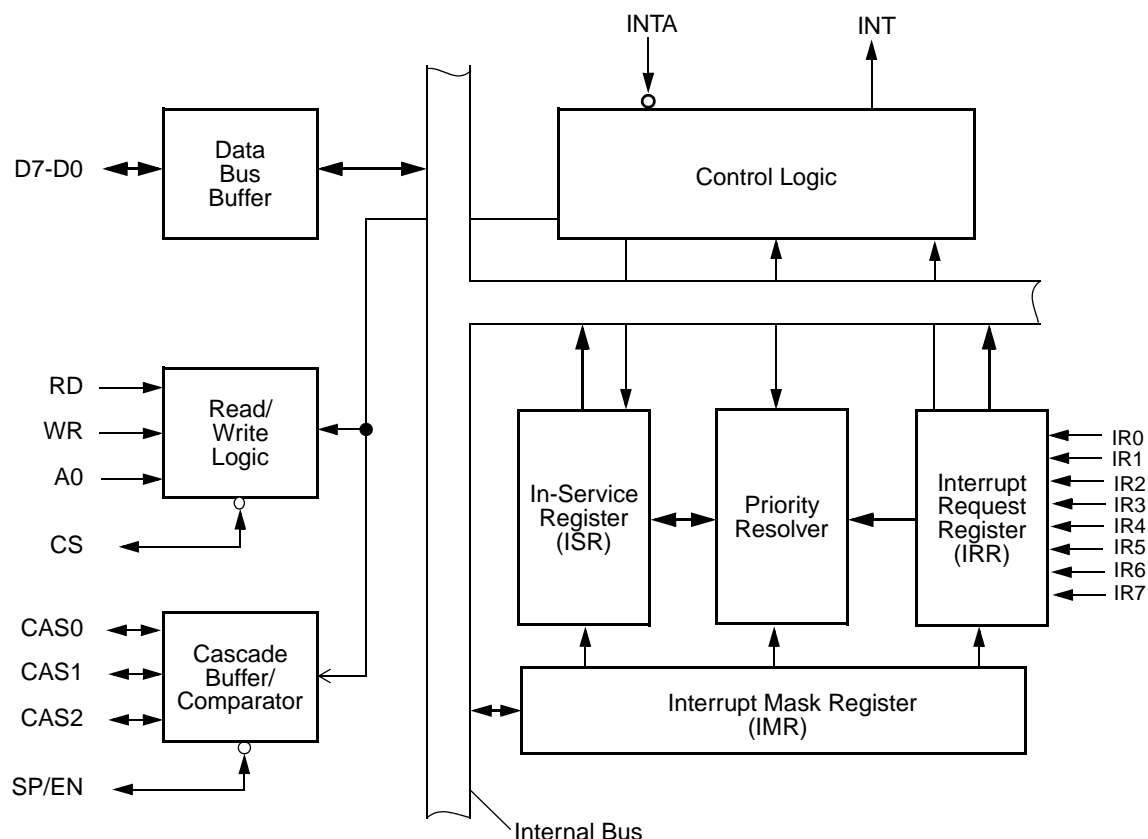 INTA
INT
D7-D0
Data
Bus
Buffer
Control Logic
RD
WR
A0
CS
Read/
Write
Logic
In-Service
Register
(ISR)
Priority
Resolver
Interrupt
Request
Register
(IRR)
IR0
IR1
IR2
IR3
IR4
IR5
IR6
IR7
CAS0
CAS1
CAS2
SP/EN
Cascade
Buffer/
Comparator
Interrupt Mask Register
(IMR)
Internal Bus